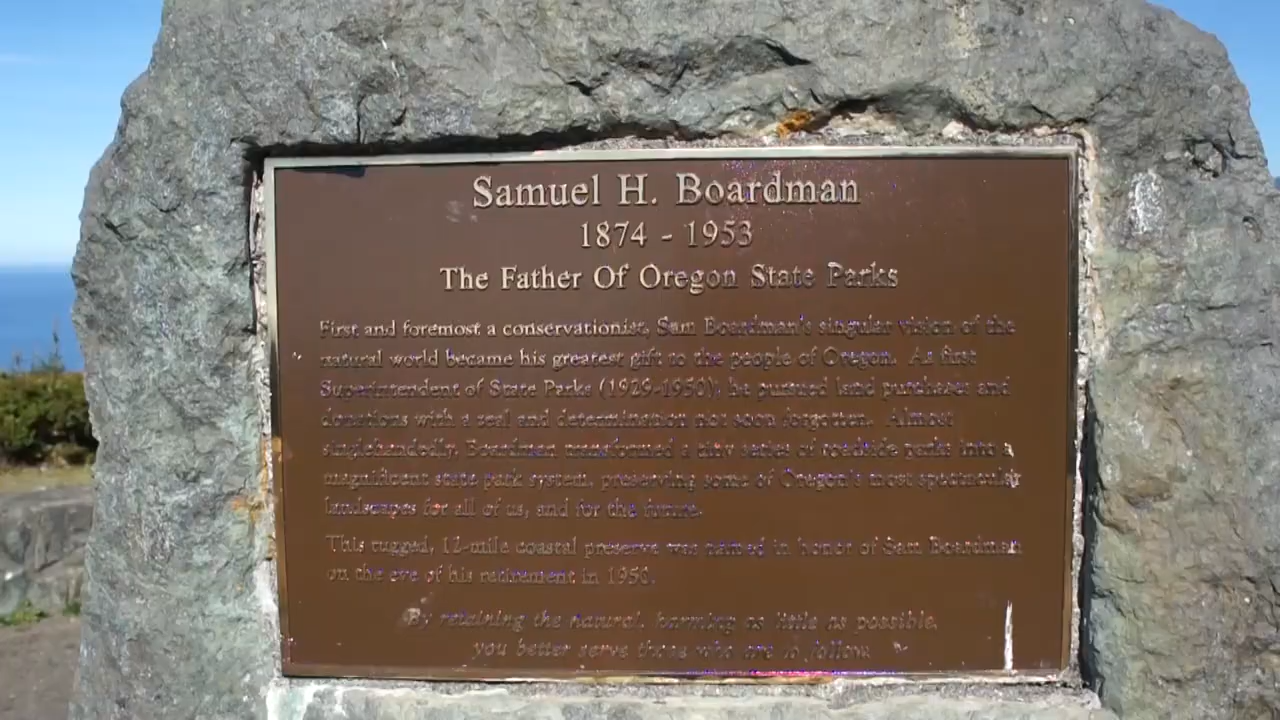 Samuel H. Boardman
1874 - 1953
The Father Of Oregon State Parks
First and foremost a conservationist, Sam Boardman's singular vision of the
natural world became his greatest gift to the people of Oregon. As first
Superintendent of State Parks (1929-1950), he pursued land purchases and
donations with a zeal and determination not soon forgotten. Almost
singlehandedly, Boardman transformed a tiny series of roadside parks into a
magnificent state park system, preserving some of Oregon's most spectacular
landscapes for all of us, and for the future.
This rugged, 12-mile coastal preserve was named in honor of Sam Boardman
on the eve of his retirement in 1950.
By retaining the natural, harming as little as possible,
you better serve those who are to follow.